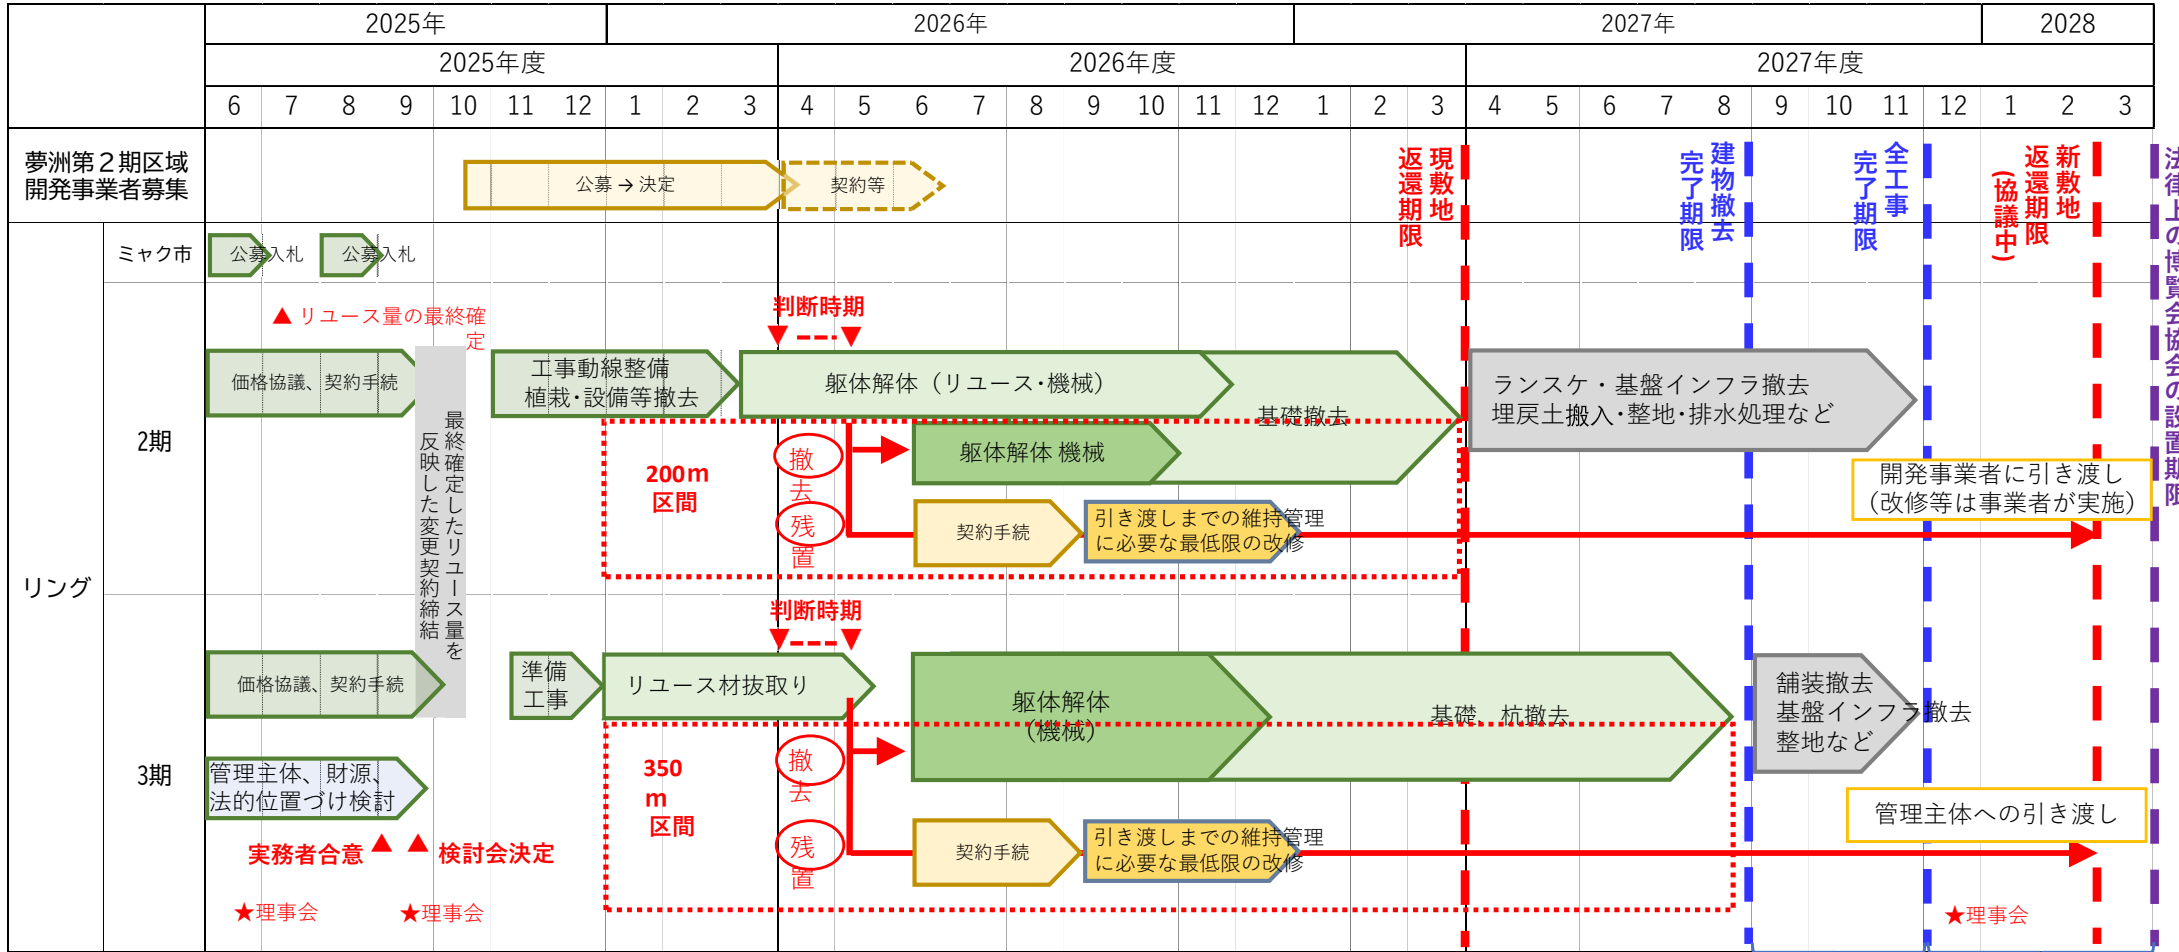 2025年
2026年
2027年
2028
2025年度
2026年度
2027年度
6 7 8 9 10 11 12 1 2 3 4 5 6 7 8 9 10 11 12 1 2 3 4 5 6 7 8 9 10 11 12 1 2 3
夢洲第２期区域
開発事業者募集
公募 → 決定
契約等
現敷地
返還期限
建物撤去
完了期限
全工事
完了期限
新敷地
返還期限
(協議中)
法律上の博覧会協会の設置期限
リング
ミャク市
公募入札
公募入札
2期
▲ リユース量の最終確
定
判断時期
価格協議、契約手続
最終確定したリユース量を
反映した変更契約締結
工事動線整備
植栽・設備等撤去
躯体解体（リユース・機械）
基礎撤去
ランスケ・基盤インフラ撤去
埋戻土搬入・整地・排水処理など
200m
区間
撤
去
躯体解体 機械
残
置
契約手続
引き渡しまでの維持管理
に必要な最低限の改修
開発事業者に引き渡し
（改修等は事業者が実施）
3期
判断時期
価格協議、契約手続
準備
工事
リユース材抜取り
躯体解体
（機械）
基礎、杭撤去
舗装撤去
基盤インフラ撤去
整地など
350
m
区間
撤
去
管理主体、財源、
法的位置づけ検討
残
置
契約手続
引き渡しまでの維持管理
に必要な最低限の改修
管理主体への引き渡し
実務者合意 ▲ ▲ 検討会決定
★理事会
★理事会
★理事会